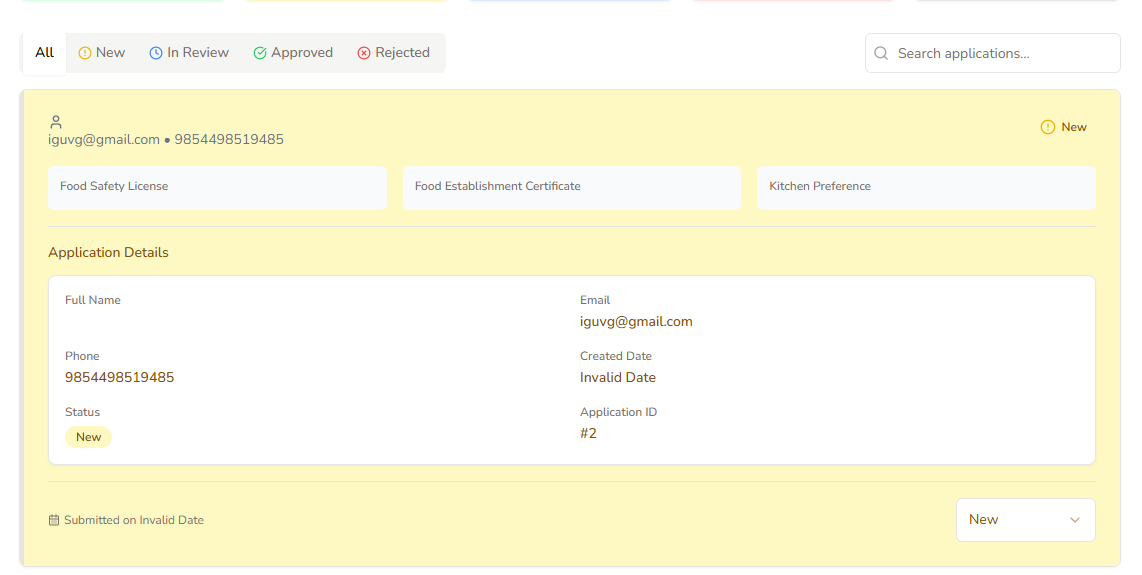 All New In Review Approved Rejected Search applications...
iguvg@gmail.com • 9854498519485 New
Food Safety License Food Establishment Certificate Kitchen Preference
Application Details
Full Name Email
iguvg@gmail.com
Phone Created Date
9854498519485 Invalid Date
Status Application ID
New #2
Submitted on Invalid Date New